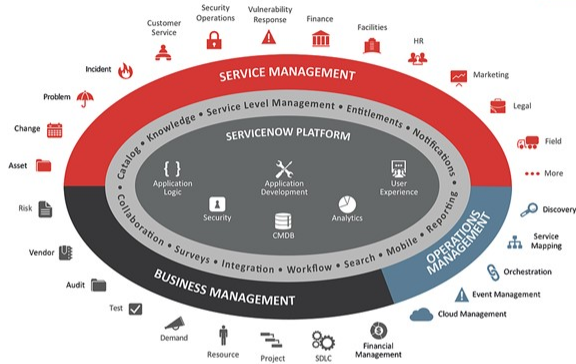 Customer
Service
Security
Operations
Vulnerability
Response
Finance
Facilities
HR
Marketing
Legal
Field
More
Incident
Problem
Change
Asset
SERVICE MANAGEMENT
• Catalog • Knowledge • Service Level Management • Entitlements • Notifications •
SERVICENOW PLATFORM
{ }
Application
Logic
Application
Development
User
Experience
Security
CMDB
Analytics
Collaboration • Surveys • Integration • Workflow • Search • Mobile • Reporting
BUSINESS MANAGEMENT
OPERATIONS
MANAGEMENT
Discovery
Service
Mapping
Orchestration
Event Management
Cloud Management
Risk
Vendor
Audit
Test
Demand
Resource
Project
SDLC
Financial
Management